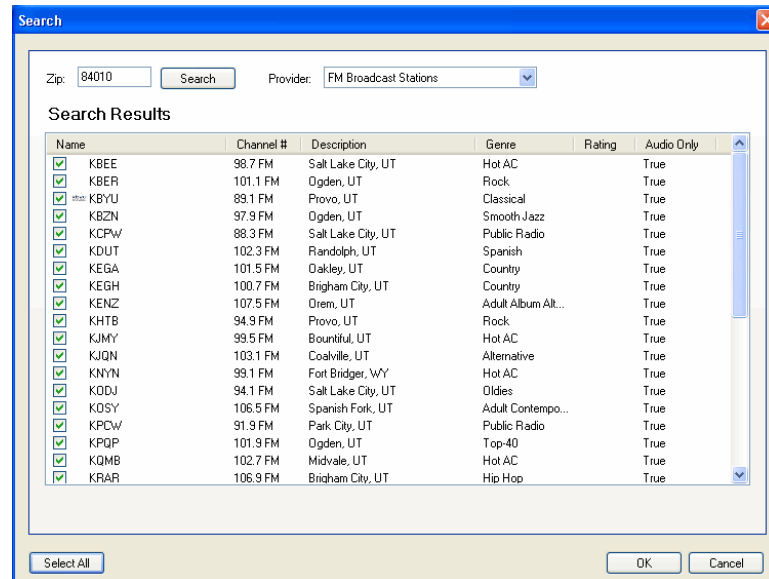 Search
Zip: 84010 Search Provider: FM Broadcast Stations
Search Results
Name Channel # Description Genre Rating Audio Only
KBEE 98.7 FM Salt Lake City, UT Hot AC True
KBER 101.1 FM Ogden, UT Rock True
KBYU 89.1 FM Provo, UT Classical True
KBZN 97.9 FM Ogden, UT Smooth Jazz True
KCPW 88.3 FM Salt Lake City, UT Public Radio True
KDUT 102.3 FM Randolph, UT Spanish True
KEGA 101.5 FM Oakley, UT Country True
KEGH 100.7 FM Brigham City, UT Country True
KENZ 107.5 FM Orem, UT Adult Album Alt... True
KHTB 94.9 FM Provo, UT Rock True
KJMY 99.5 FM Bountiful, UT Hot AC True
KJQN 103.1 FM Coalville, UT Alternative True
KNYN 99.1 FM Fort Bridger, WY Hot AC True
KODJ 94.1 FM Salt Lake City, UT Oldies True
KOSY 106.5 FM Spanish Fork, UT Adult Contempo... True
KPCW 91.9 FM Park City, UT Public Radio True
KPQP 101.9 FM Ogden, UT Top-40 True
KQMB 102.7 FM Midvale, UT Hot AC True
KRAR 106.9 FM Brigham City, UT Hip Hop True
Select All OK Cancel